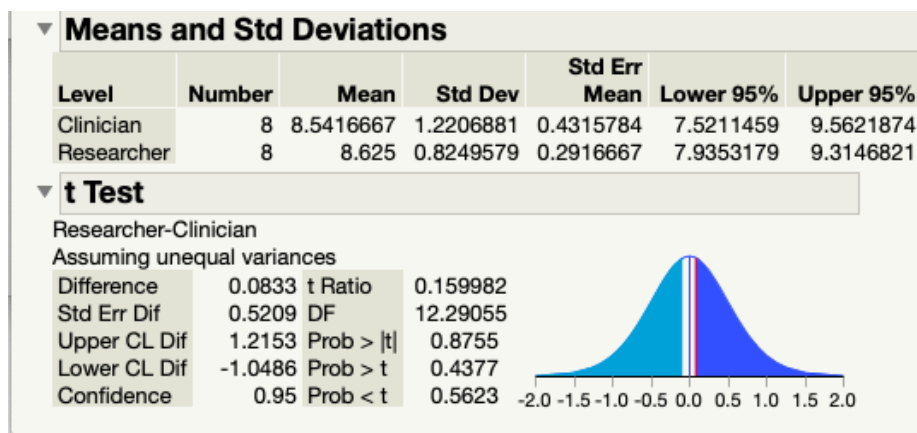 Means and Std Deviations
Std Err
Level Number Mean Std Dev Mean Lower 95% Upper 95%
Clinician 8 8.5416667 1.2206881 0.4315784 7.5211459 9.5621874
Researcher 8 8.625 0.8249579 0.2916667 7.9353179 9.3146821
t Test
Researcher-Clinician
Assuming unequal variances
Difference 0.0833 t Ratio 0.159982
Std Err Dif 0.5209 DF 12.29055
Upper CL Dif 1.2153 Prob > |t| 0.8755
Lower CL Dif -1.0486 Prob > t 0.4377
Confidence 0.95 Prob < t 0.5623
-2.0 -1.5 -1.0 -0.5 0.0 0.5 1.0 1.5 2.0